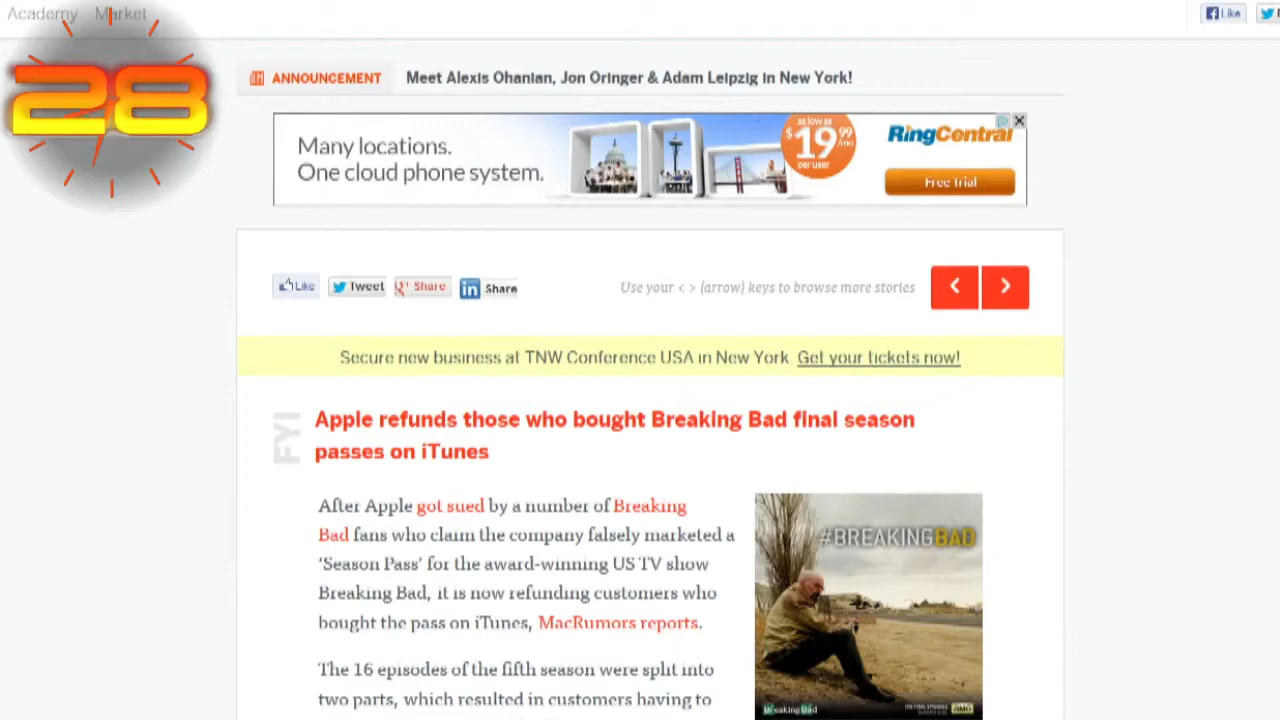 Academy Market
Like
28
ANNOUNCEMENT Meet Alexis Ohanian, Jon Oringer & Adam Leipzig in New York!
Many locations.
One cloud phone system.
as low as
$19.99
/mo
per user
RingCentral
Free Trial
Like Tweet Share Share
Use your < > (arrow) keys to browse more stories
Secure new business at TNW Conference USA in New York Get your tickets now!
FYI
Apple refunds those who bought Breaking Bad final season
passes on iTunes
After Apple got sued by a number of Breaking
Bad fans who claim the company falsely marketed a
‘Season Pass’ for the award-winning US TV show
Breaking Bad, it is now refunding customers who
bought the pass on iTunes, MacRumors reports.
The 16 episodes of the fifth season were split into
two parts, which resulted in customers having to
#BREAKINGBAD
Breaking Bad
amc